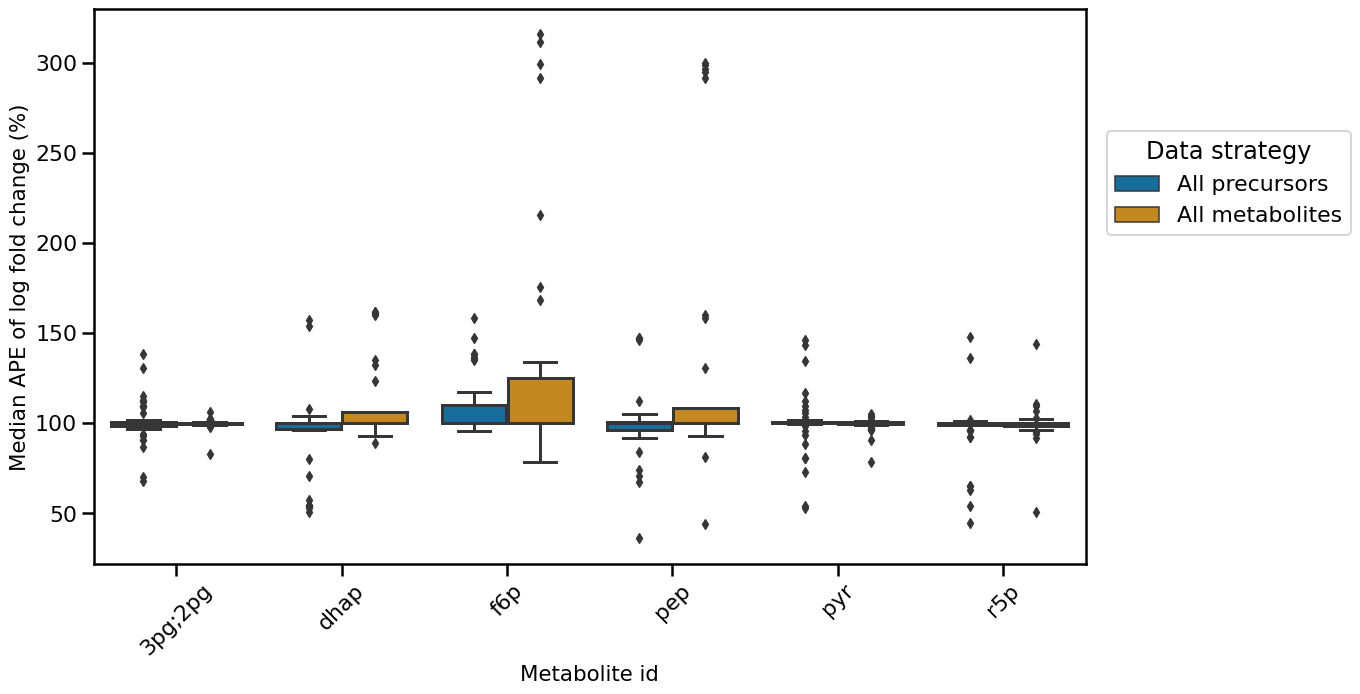 Median APE of log fold change (%)
300
250
200
150
100
50
3pg;2pg
dhap
f6p
pep
pyr
r5p
Metabolite id
Data strategy
All precursors
All metabolites